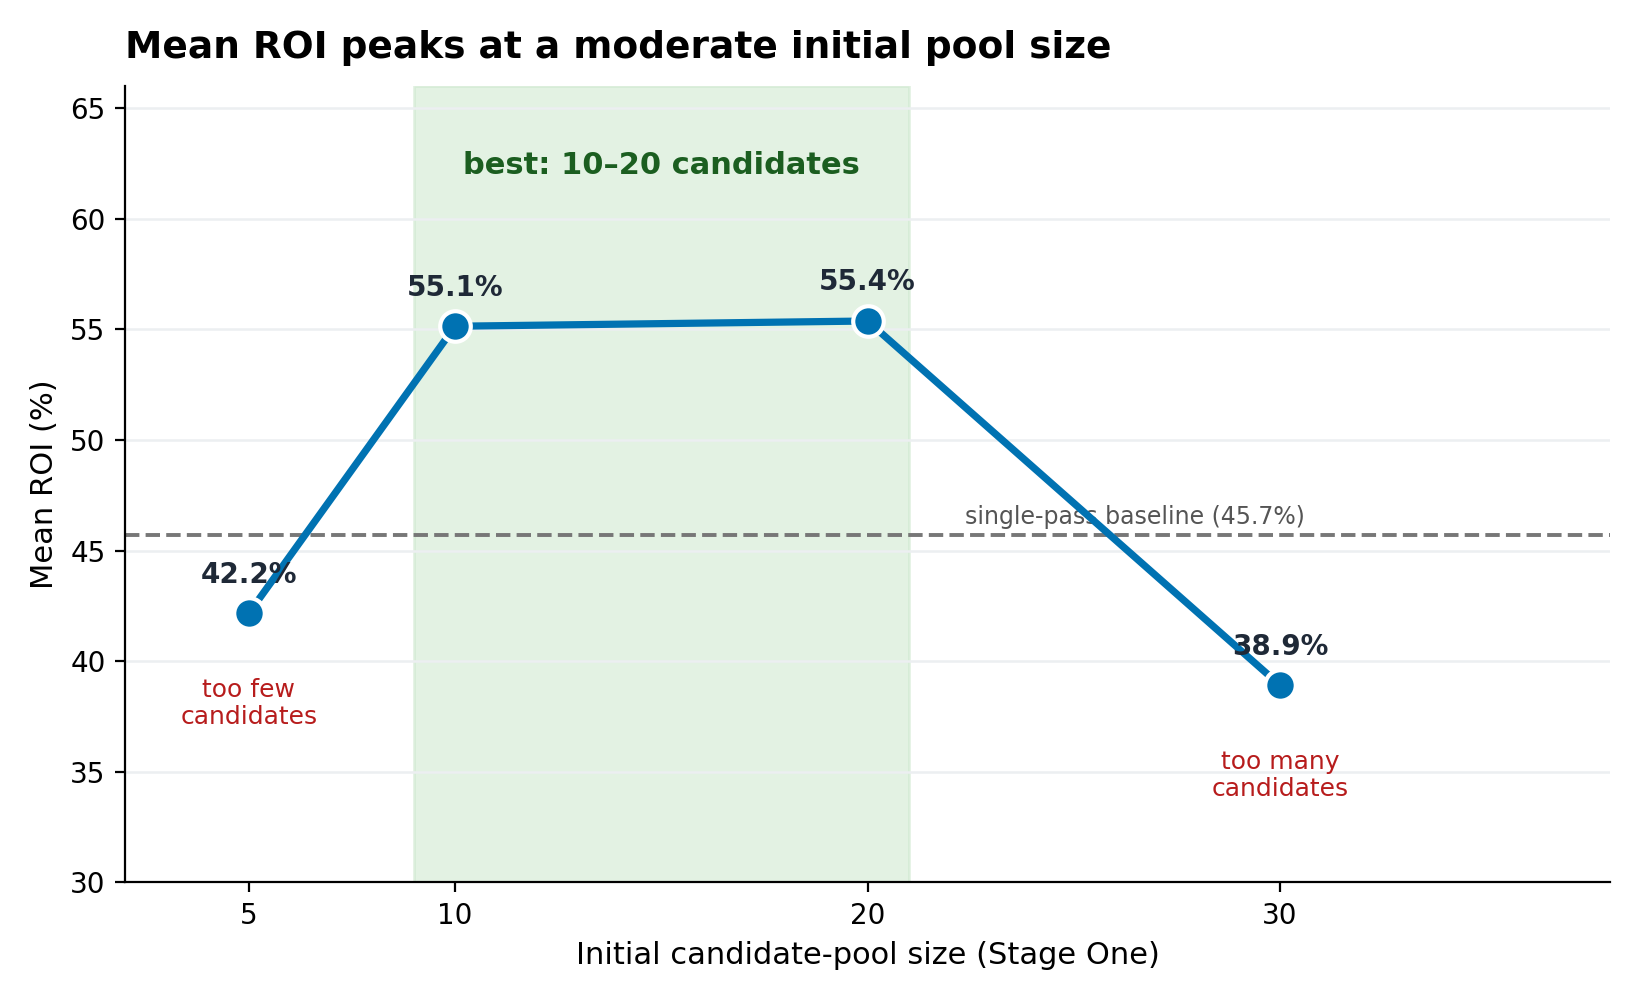 Mean ROI peaks at a moderate initial pool size
65
60
55
50
45
40
35
30
Mean ROI (%)
best: 10–20 candidates
55.1%
55.4%
single-pass baseline (45.7%)
42.2%
38.9%
too few
candidates
too many
candidates
5
10
20
30
Initial candidate-pool size (Stage One)